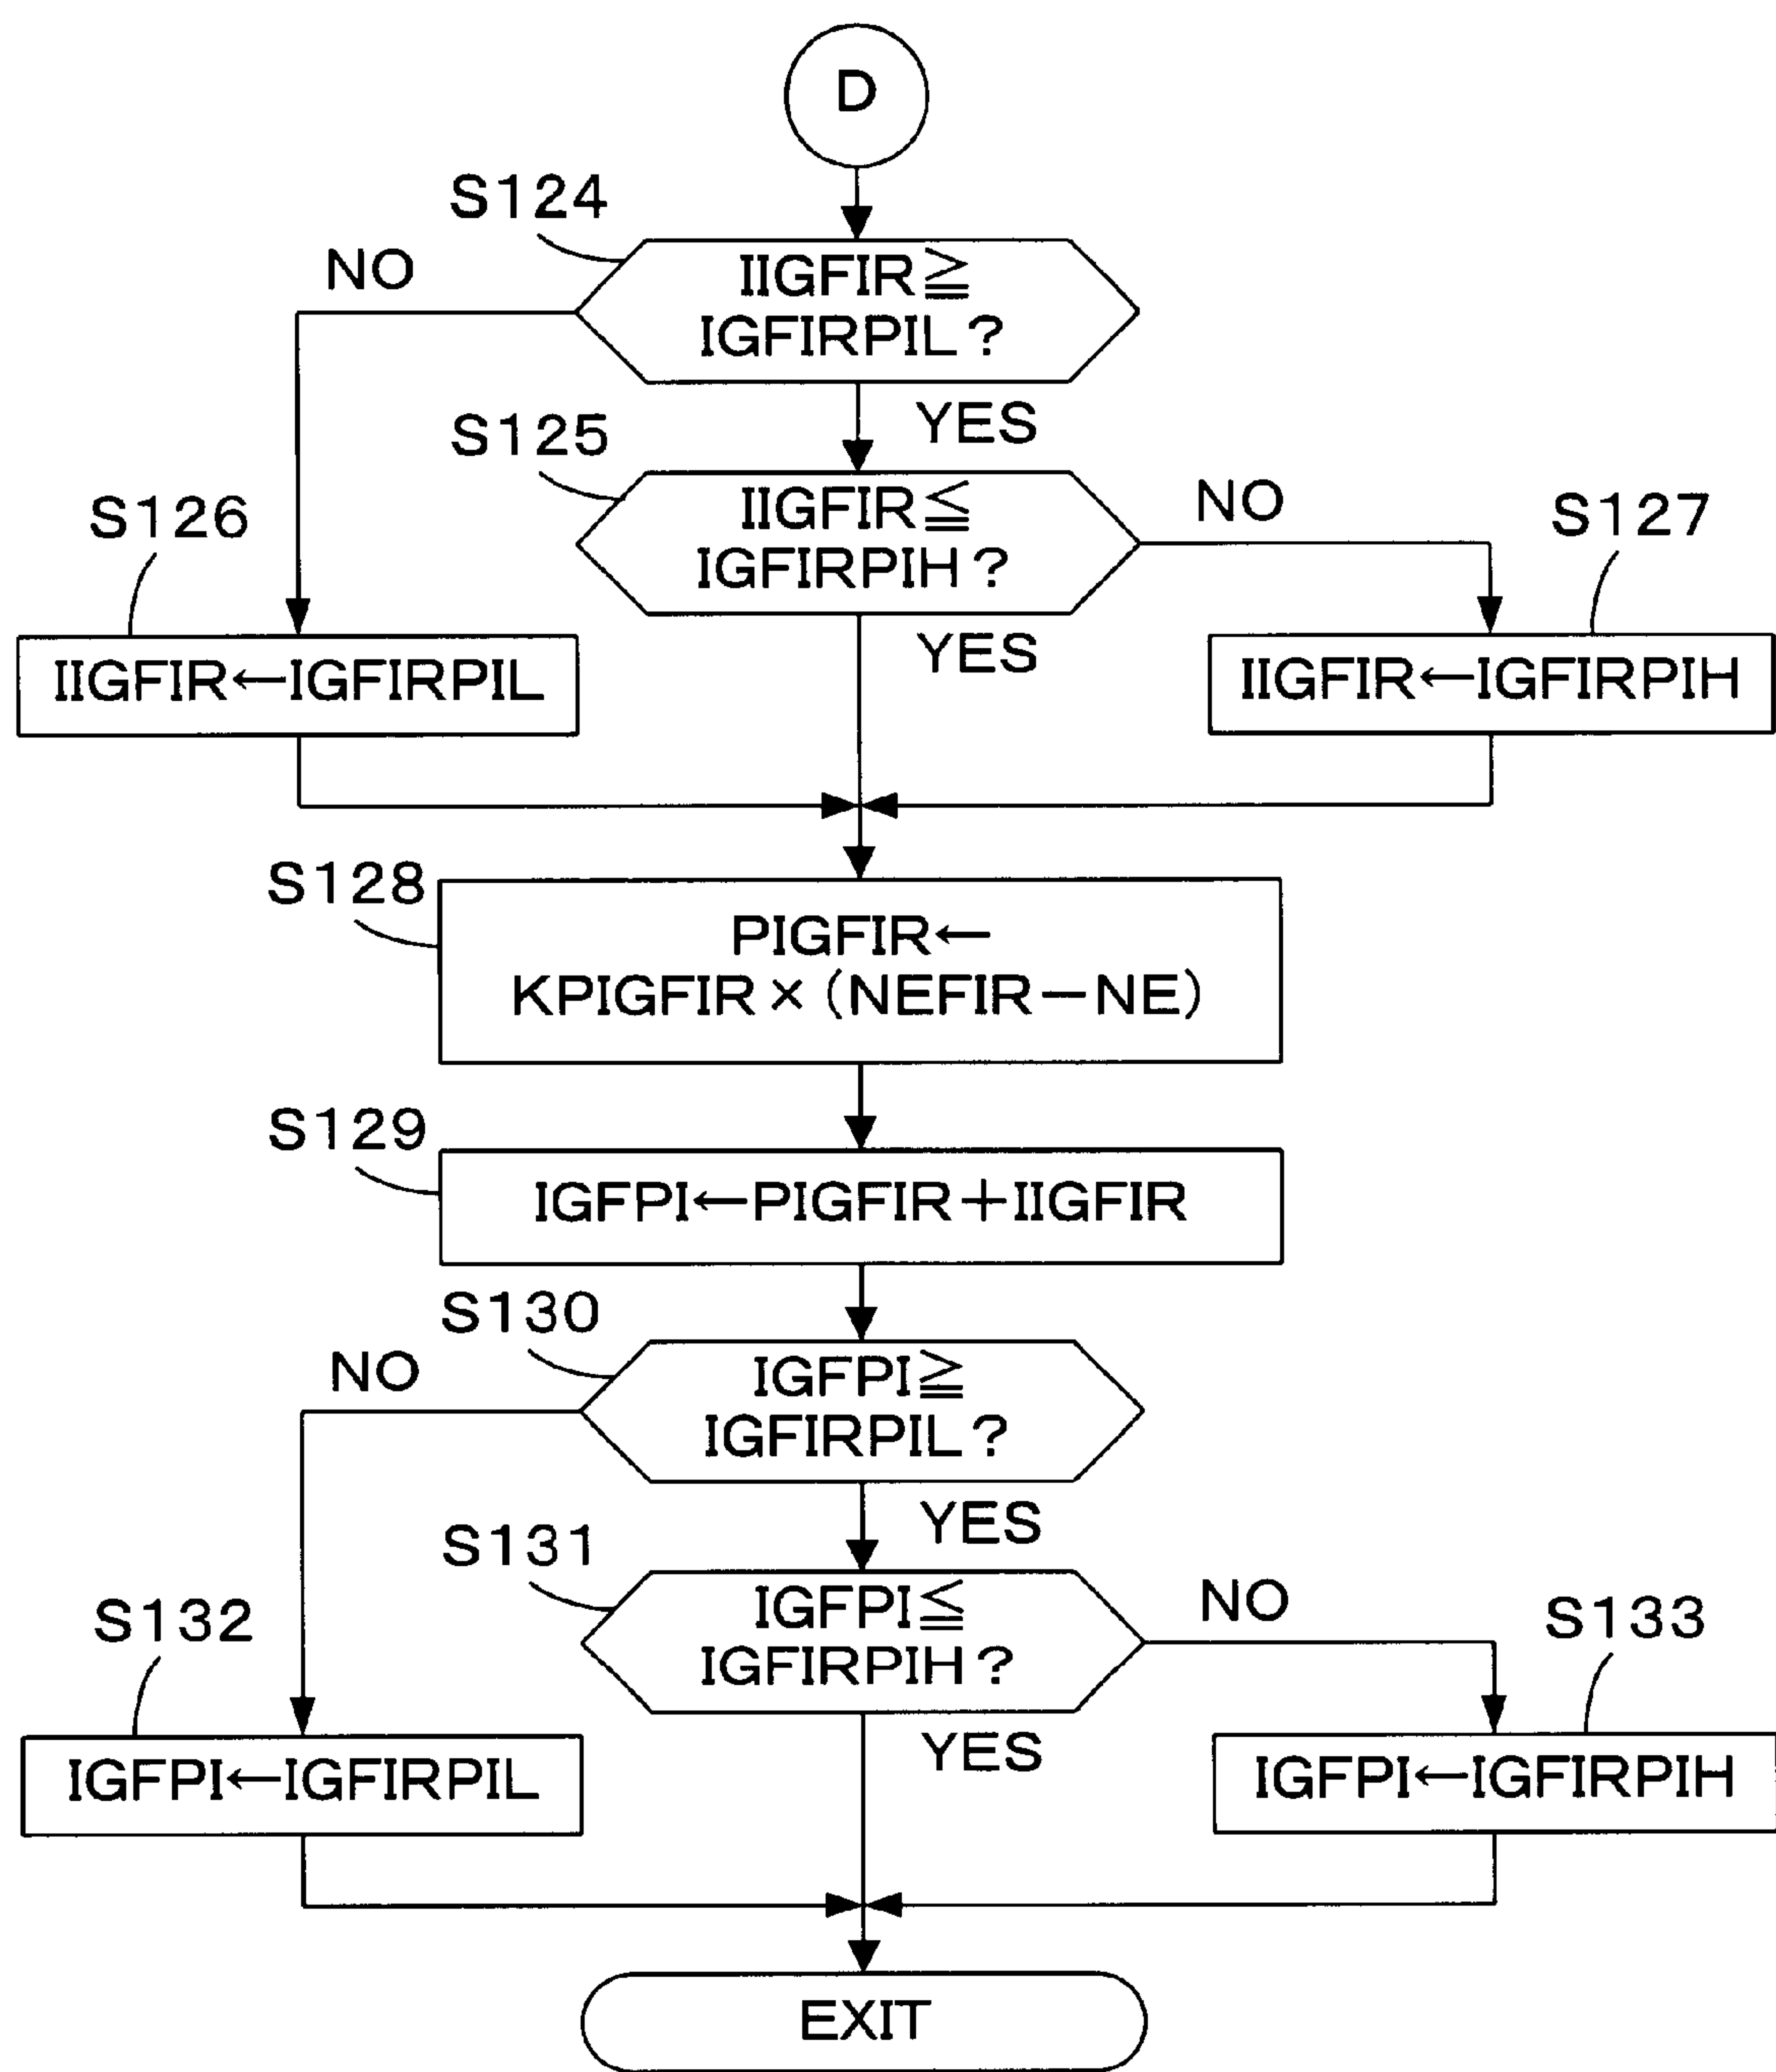 D
S124
NO
IIGFIR≧
IGFIRPIL?
YES
S125
IIGFIR≦
IGFIRPIH?
NO
S126
S127
YES
IIGFIR←IGFIRPIL
IIGFIR←IGFIRPIH
S128
PIGFIR←
KPIGFIR×(NEFIR−NE)
S129
IGFPI←PIGFIR+IIGFIR
S130
NO
IGFPI≧
IGFIRPIL?
YES
S131
IGFPI≦
IGFIRPIH?
NO
S132
S133
YES
IGFPI←IGFIRPIL
IGFPI←IGFIRPIH
EXIT